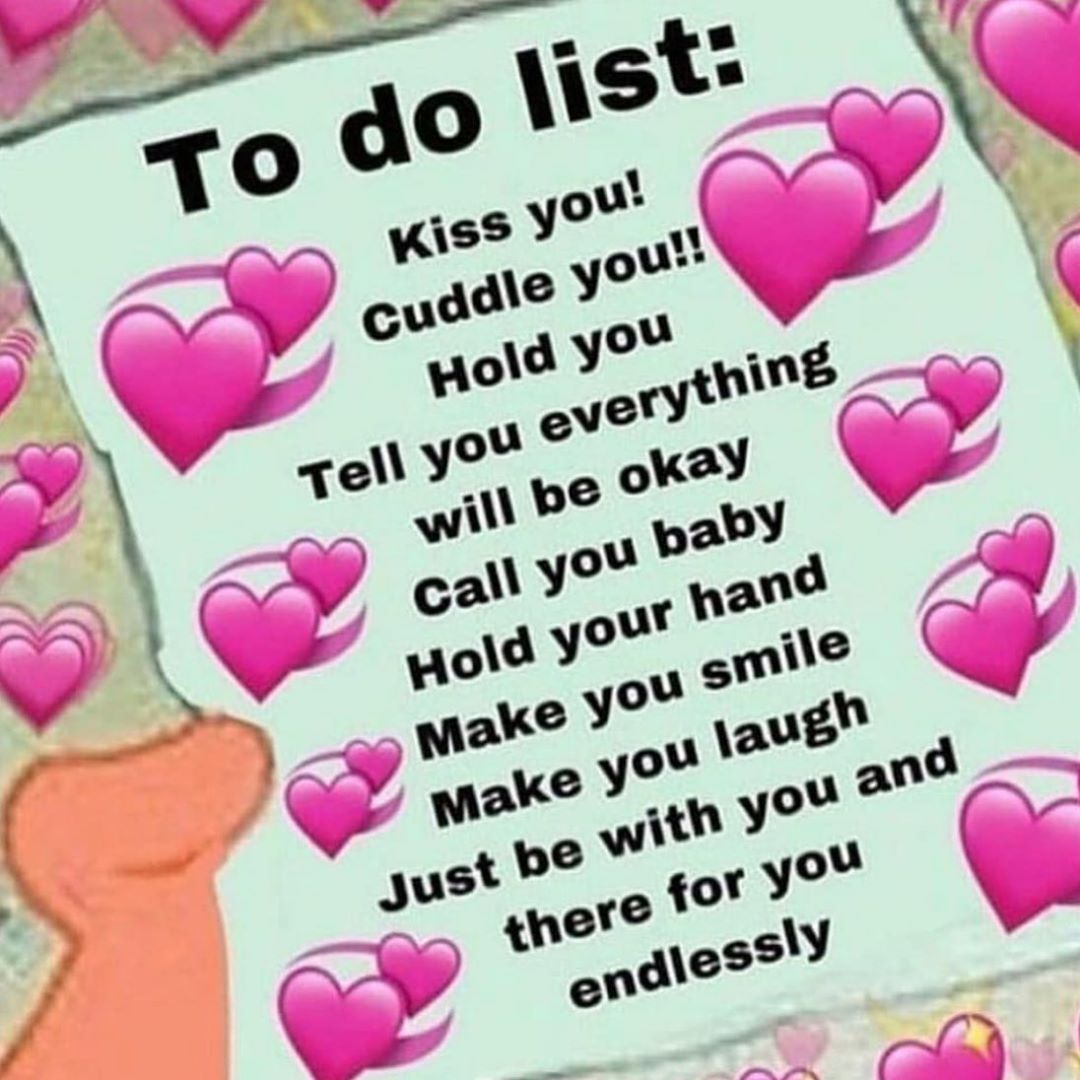 To do list:
Kiss you!
Cuddle you!!
Hold you
Tell you everything
will be okay
Call you baby
Hold your hand
Make you smile
Make you laugh
Just be with you and
there for you
endlessly